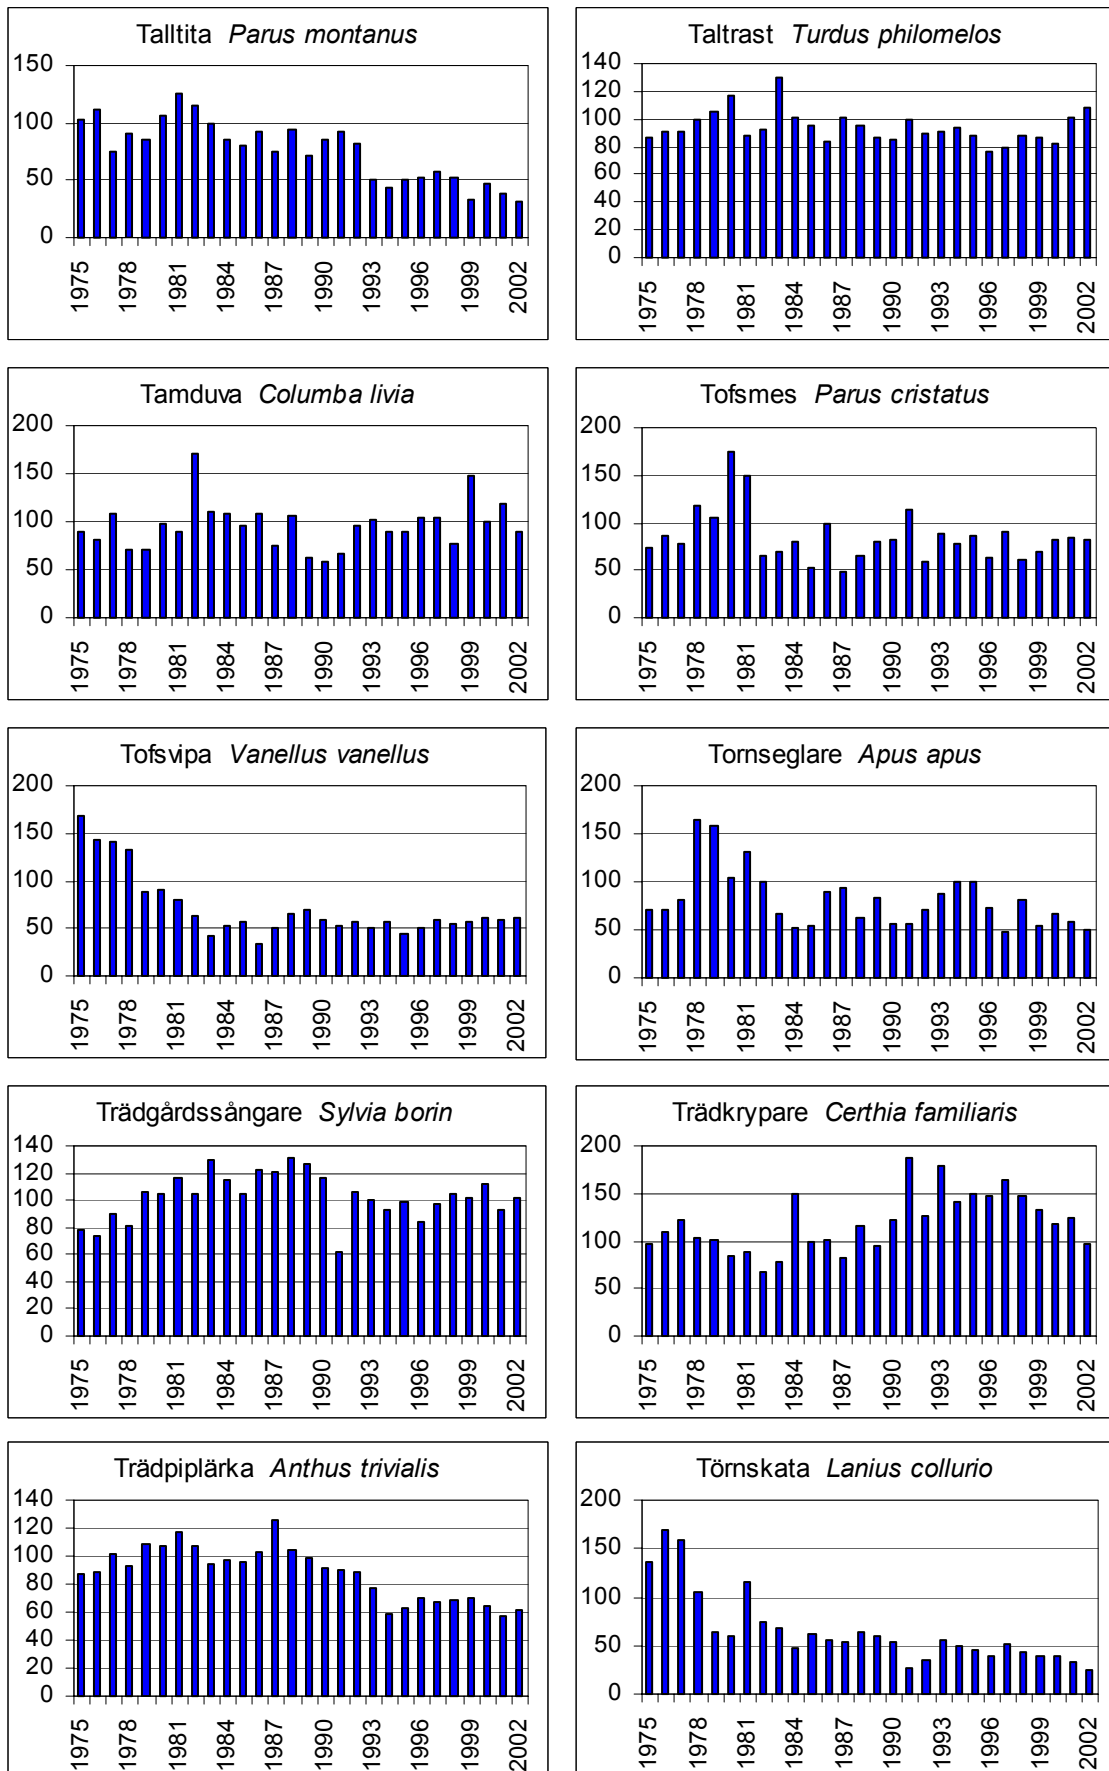 Talltita Parus montanus
150
100
50
0
1975 1978 1981 1984 1987 1990 1993 1996 1999 2002
Taltrast Turdus philomelos
140
120
100
80
60
40
20
0
1975 1978 1981 1984 1987 1990 1993 1996 1999 2002
Tamduva Columba livia
200
150
100
50
0
1975 1978 1981 1984 1987 1990 1993 1996 1999 2002
Tofsmes Parus cristatus
200
150
100
50
0
1975 1978 1981 1984 1987 1990 1993 1996 1999 2002
Tofsvipa Vanellus vanellus
200
150
100
50
0
1975 1978 1981 1984 1987 1990 1993 1996 1999 2002
Tornseglare Apus apus
200
150
100
50
0
1975 1978 1981 1984 1987 1990 1993 1996 1999 2002
Trädgårdssångare Sylvia borin
140
120
100
80
60
40
20
0
1975 1978 1981 1984 1987 1990 1993 1996 1999 2002
Trädkrypare Certhia familiaris
200
150
100
50
0
1975 1978 1981 1984 1987 1990 1993 1996 1999 2002
Trädpiplärka Anthus trivialis
140
120
100
80
60
40
20
0
1975 1978 1981 1984 1987 1990 1993 1996 1999 2002
Törnskata Lanius collurio
200
150
100
50
0
1975 1978 1981 1984 1987 1990 1993 1996 1999 2002